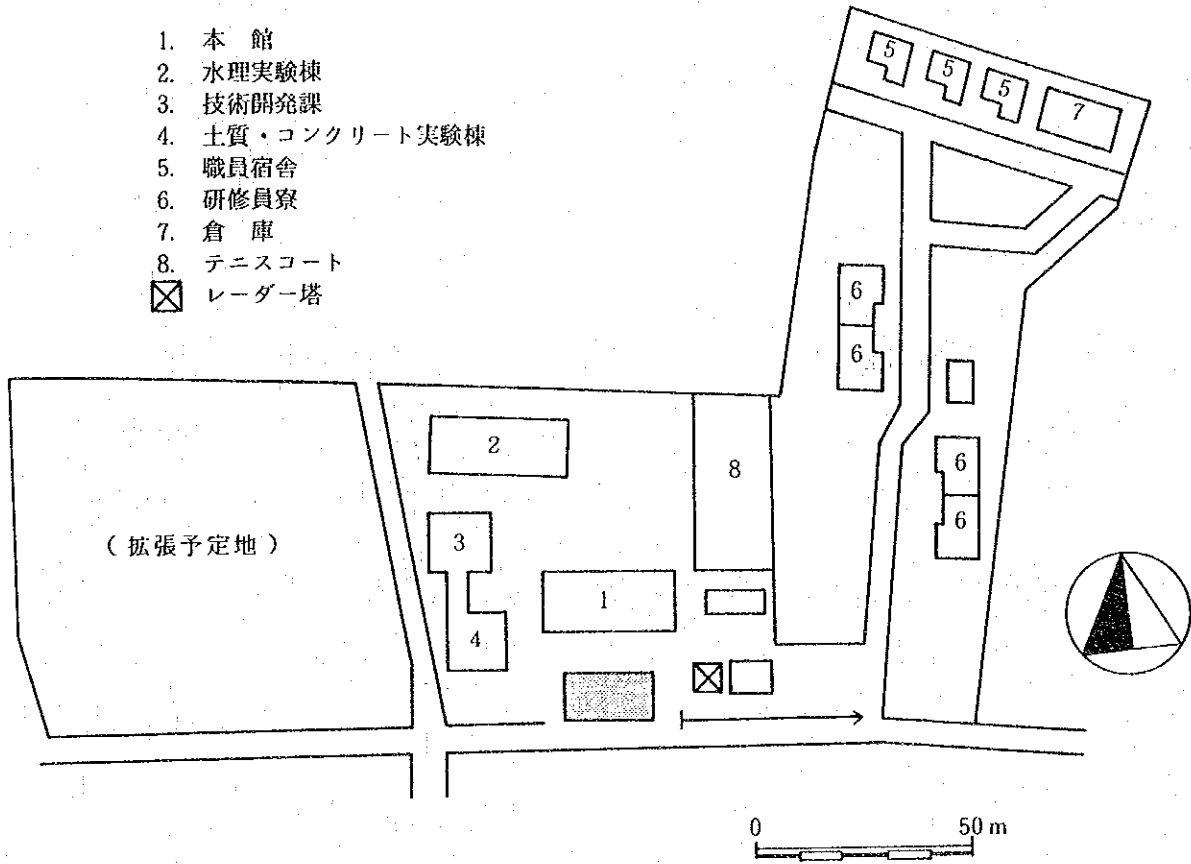 1. 本 館
2. 水理実験棟
3. 技術開発課
4. 土質・コンクリート実験棟
5. 職員宿舎
6. 研修員寮
7. 倉 庫
8. テニスコート
レーダー塔
5
5
5
7
6
6
2
8
6
6
(拡張予定地)
3
1
4
0 50m